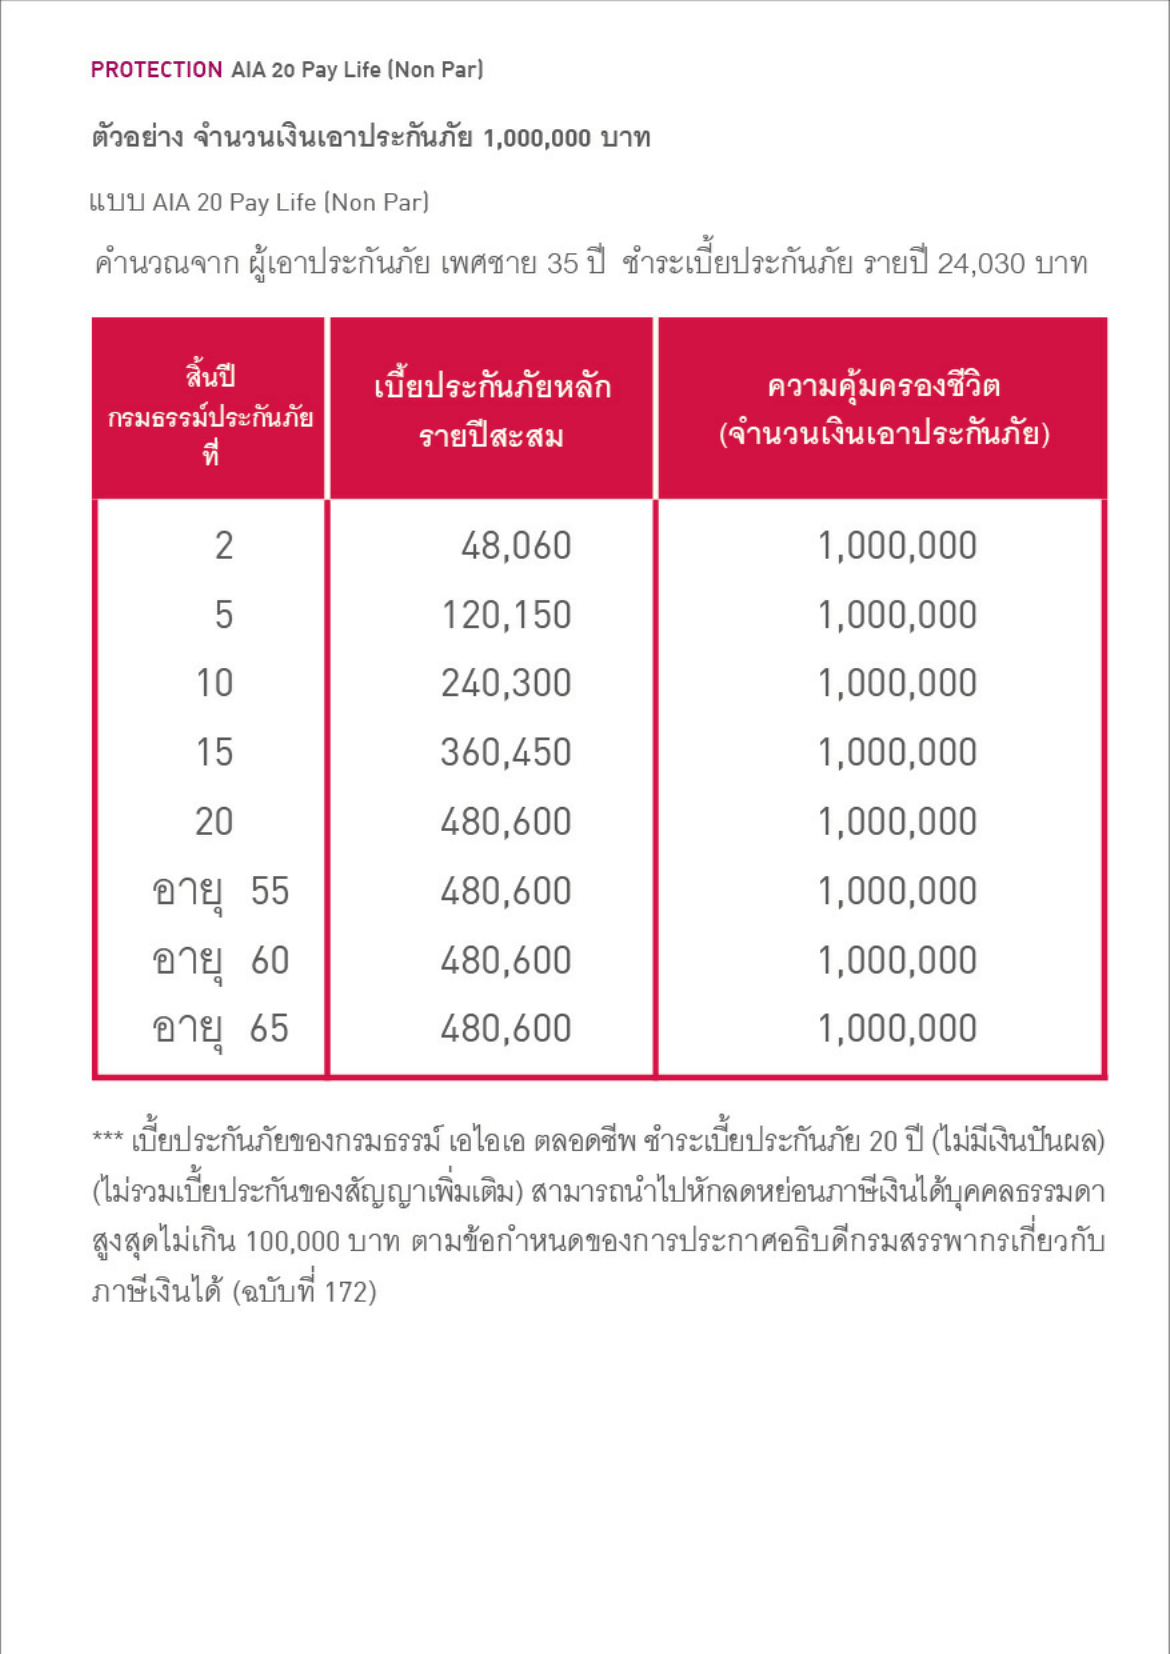 PROTECTION AIA 20 Pay Life (Non Par)
ตัวอย่าง จำนวนเงินเอาประกันภัย 1,000,000 บาท
แบบ AIA 20 Pay Life (Non Par)
คำนวณจาก ผู้เอาประกันภัย เพศชาย 35 ปี ชำระเบี้ยประกันภัย รายปี 24,030 บาท
สิ้นปี
กรมธรรม์ประกันภัย
ที่
เบี้ยประกันภัยหลัก
รายปีสะสม
ความคุ้มครองชีวิต
(จำนวนเงินเอาประกันภัย)
2 48,060 1,000,000
5 120,150 1,000,000
10 240,300 1,000,000
15 360,450 1,000,000
20 480,600 1,000,000
อายุ 55 480,600 1,000,000
อายุ 60 480,600 1,000,000
อายุ 65 480,600 1,000,000
*** เบี้ยประกันภัยของกรมธรรม์ เอไอเอ ตลอดชีพ ชำระเบี้ยประกันภัย 20 ปี (ไม่มีเงินปันผล)
(ไม่รวมเบี้ยประกันของสัญญาเพิ่มเติม) สามารถนำไปหักลดหย่อนภาษีเงินได้บุคคลธรรมดา
สูงสุดไม่เกิน 100,000 บาท ตามข้อกำหนดของการประกาศอธิบดีกรมสรรพากรเกี่ยวกับ
ภาษีเงินได้ (ฉบับที่ 172)